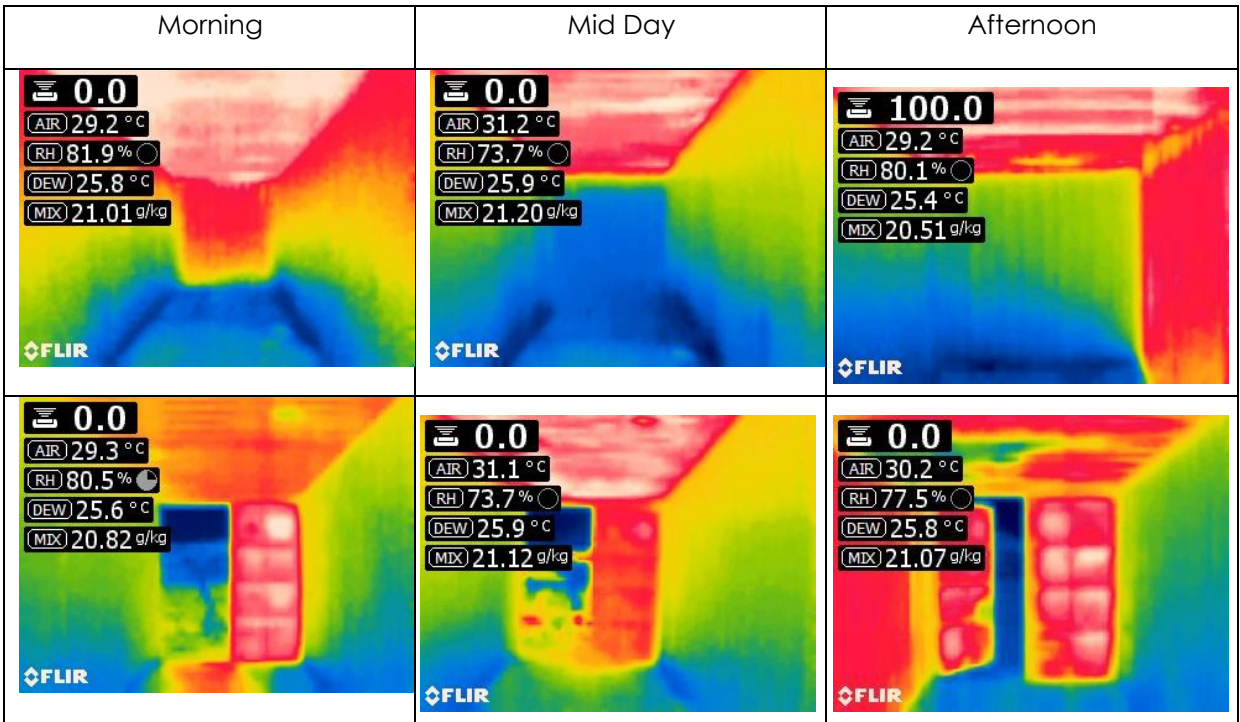 Morning
Mid Day
Afternoon
0.0
AIR 29.2 °C
RH 81.9 %
DEW 25.8 °C
MIX 21.01 g/kg
FLIR
0.0
AIR 31.2 °C
RH 73.7 %
DEW 25.9 °C
MIX 21.20 g/kg
FLIR
100.0
AIR 29.2 °C
RH 80.1 %
DEW 25.4 °C
MIX 20.51 g/kg
FLIR
0.0
AIR 29.3 °C
RH 80.5 %
DEW 25.6 °C
MIX 20.82 g/kg
FLIR
0.0
AIR 31.1 °C
RH 73.7 %
DEW 25.9 °C
MIX 21.12 g/kg
FLIR
0.0
AIR 30.2 °C
RH 77.5 %
DEW 25.8 °C
MIX 21.07 g/kg
FLIR